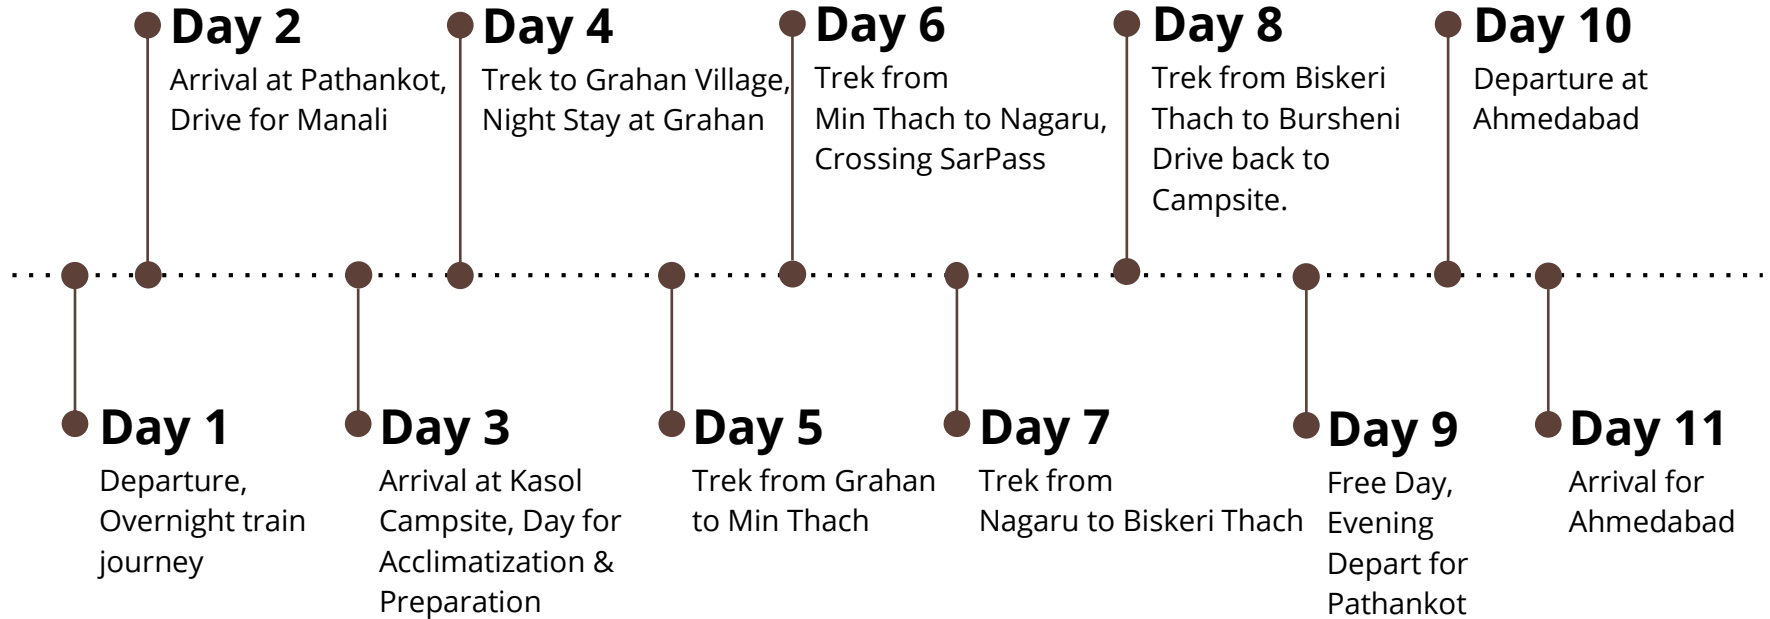 Day 2
Arrival at Pathankot,
Drive for Manali
Day 4
Trek to Grahan Village,
Night Stay at Grahan
Day 6
Trek from
Min Thach to Nagaru,
Crossing SarPass
Day 8
Trek from Biskeri
Thach to Bursheni
Drive back to
Campsite.
Day 10
Departure at
Ahmedabad
Day 1
Departure,
Overnight train
journey
Day 3
Arrival at Kasol
Campsite, Day for
Acclimatization &
Preparation
Day 5
Trek from Grahan
to Min Thach
Day 7
Trek from
Nagaru to Biskeri Thach
Day 9
Free Day,
Evening
Depart for
Pathankot
Day 11
Arrival for
Ahmedabad